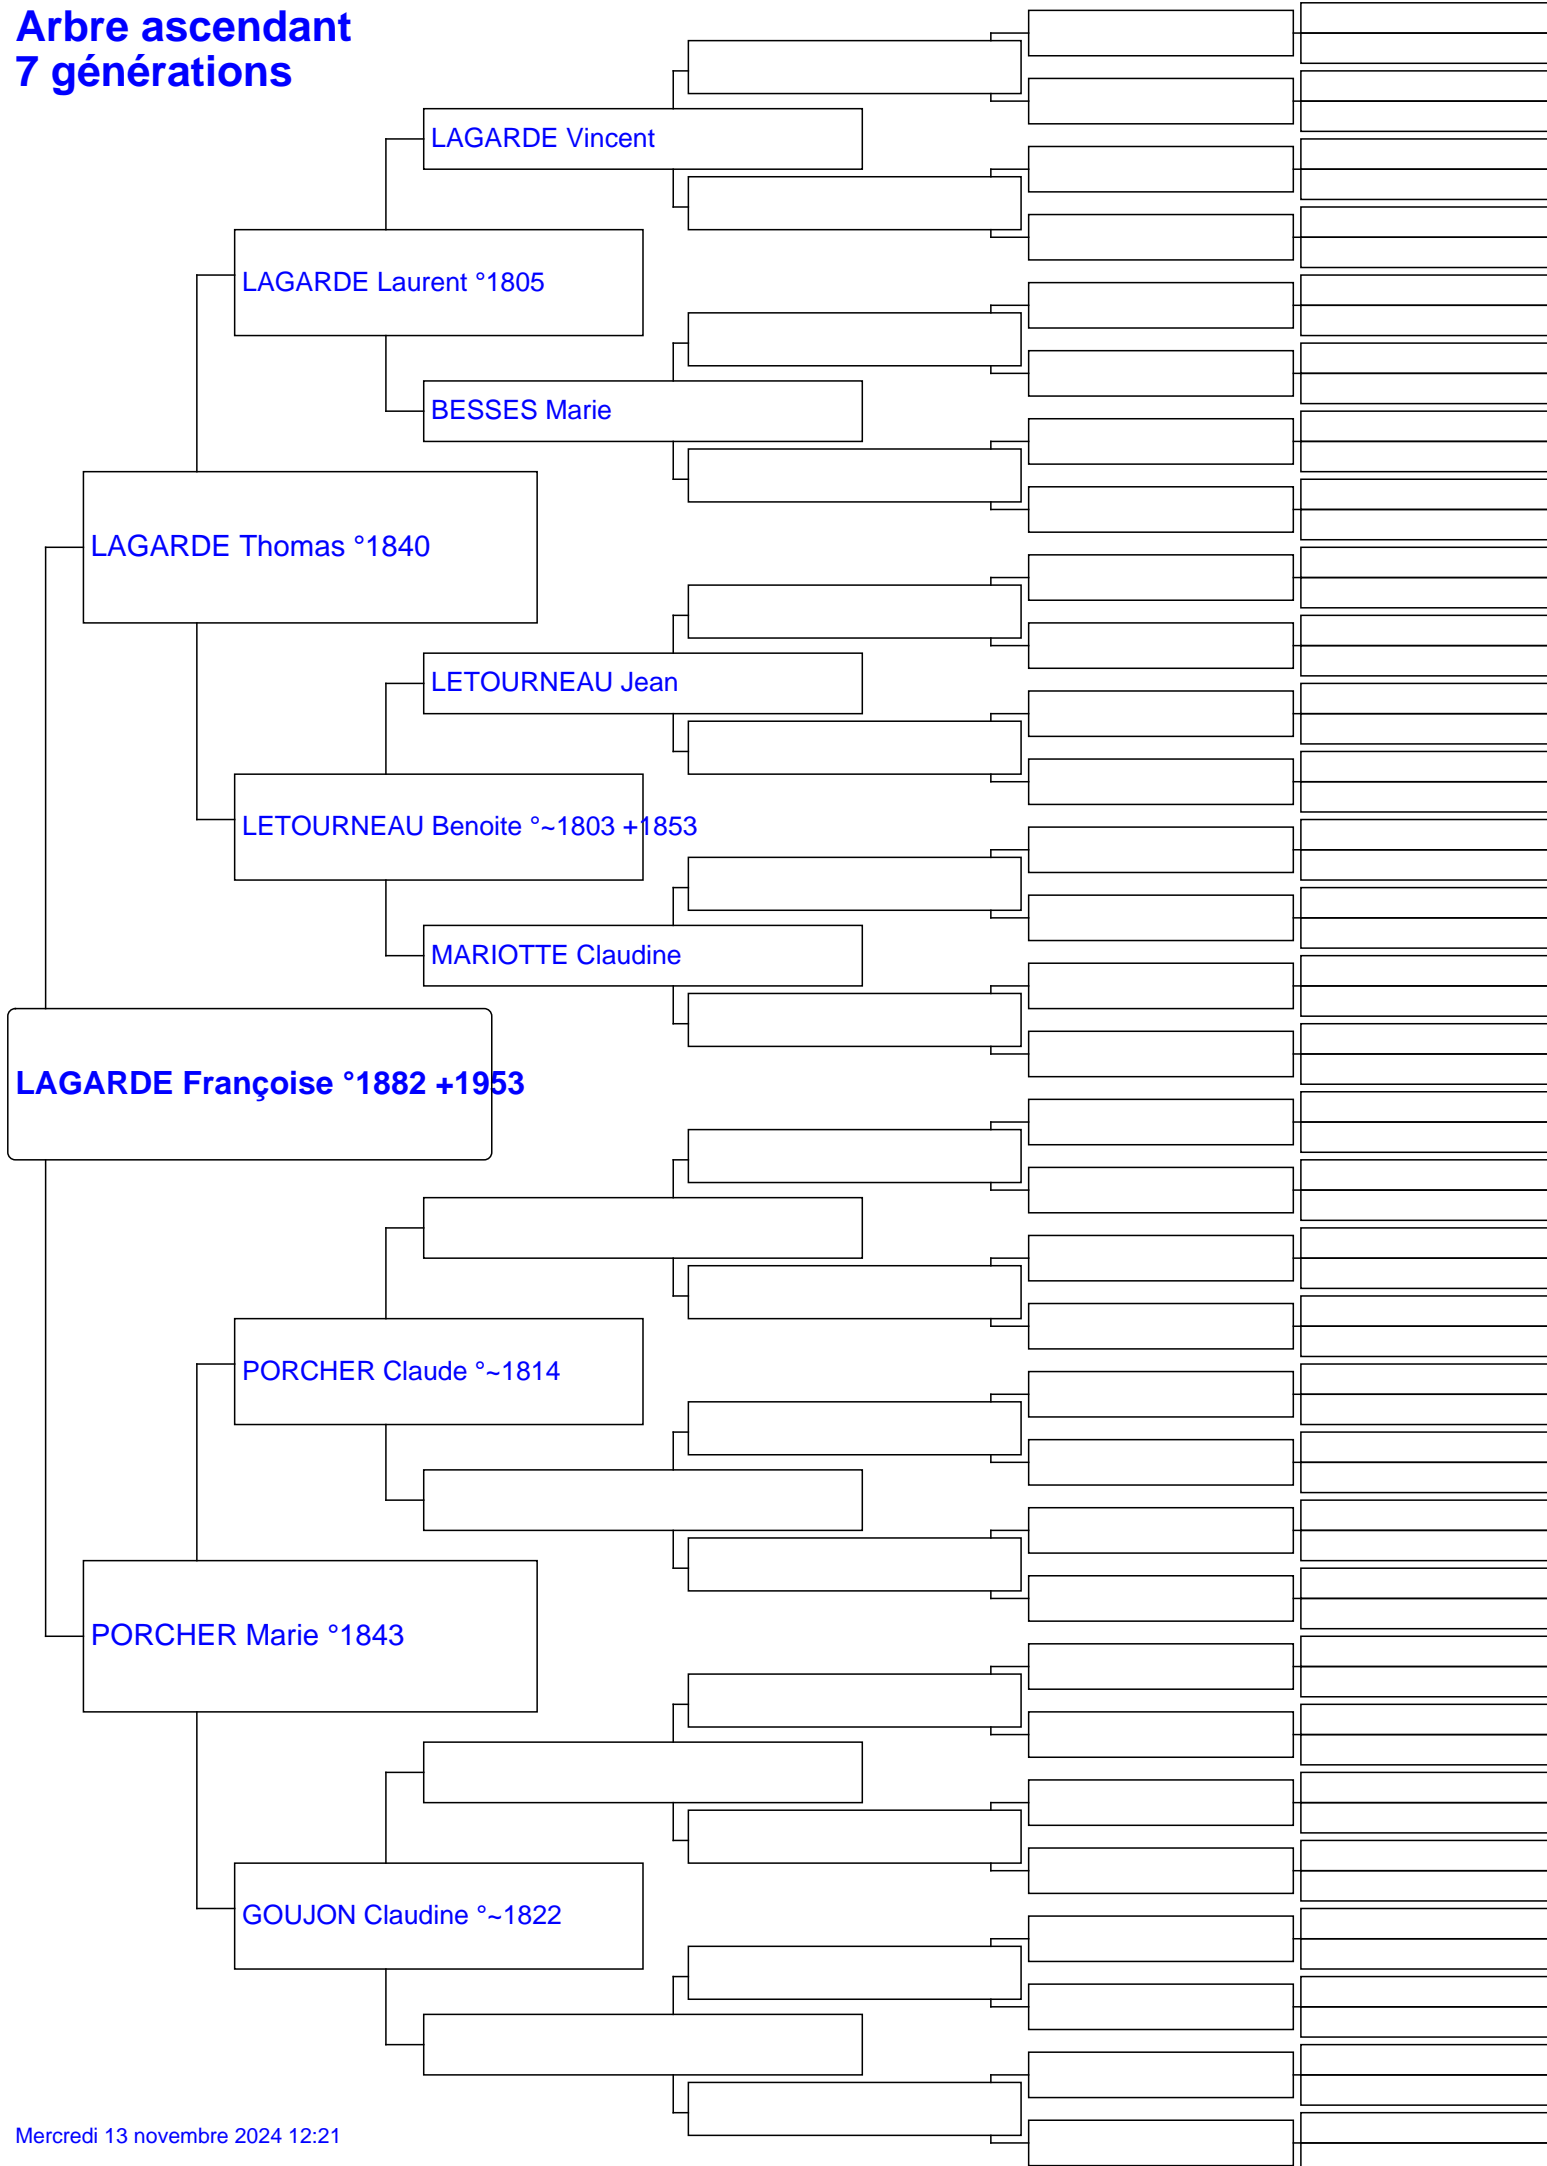 Arbre ascendant
7 générations
LAGARDE Vincent
LAGARDE Laurent °1805
BESSES Marie
LAGARDE Thomas °1840
LETOURNEAU Jean
LETOURNEAU Benoite °~1803 +1853
MARIOTTE Claudine
LAGARDE Françoise °1882 +1953
PORCHER Claude °~1814
PORCHER Marie °1843
GOUJON Claudine °~1822
Mercredi 13 novembre 2024 12:21